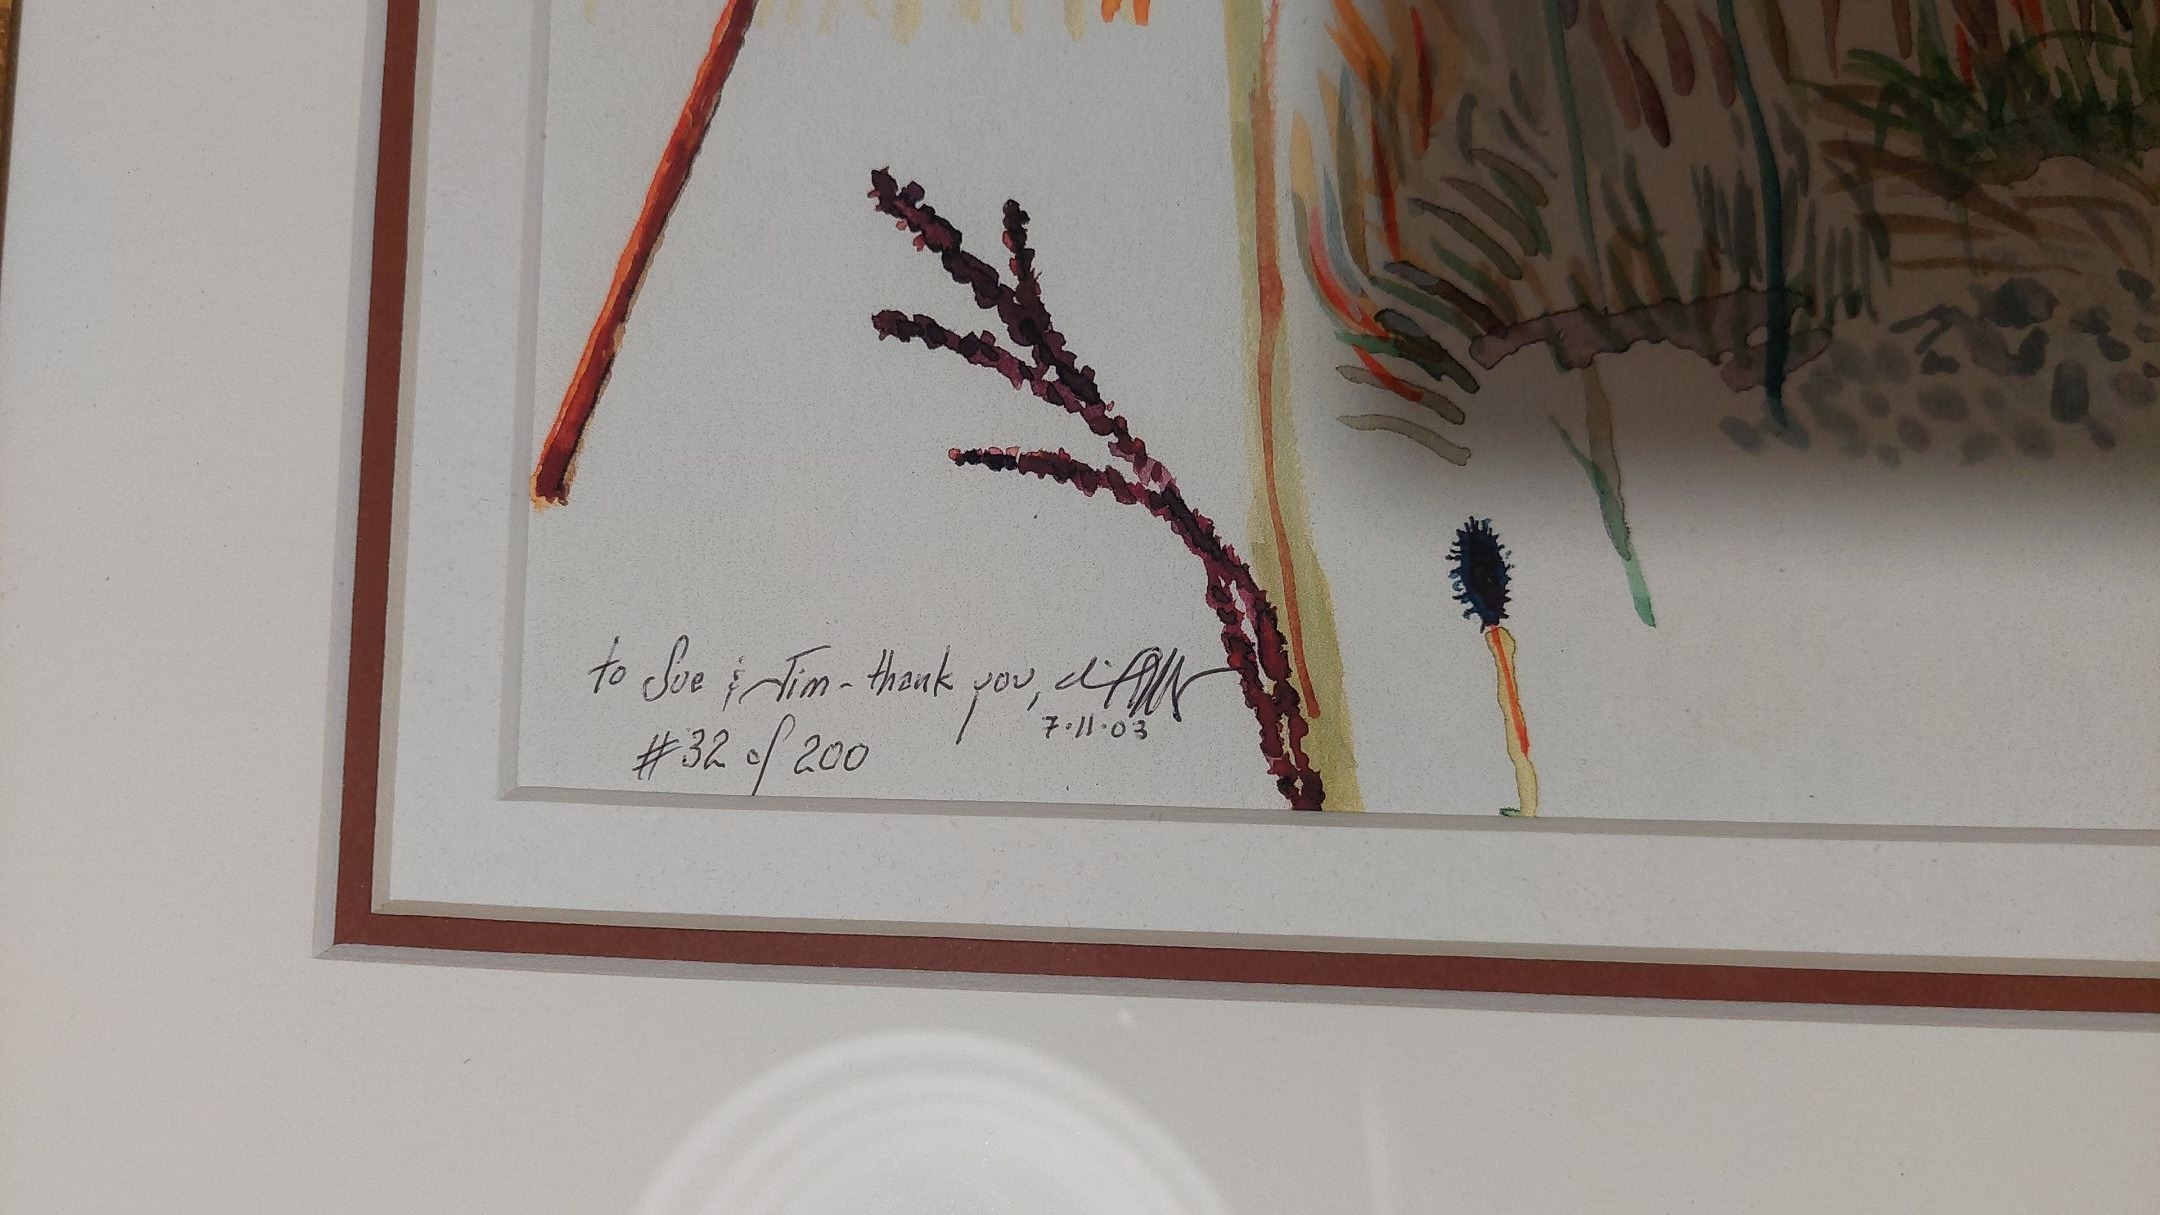 to Sue & Tim - thank you,
7.11.03
#32 of 200